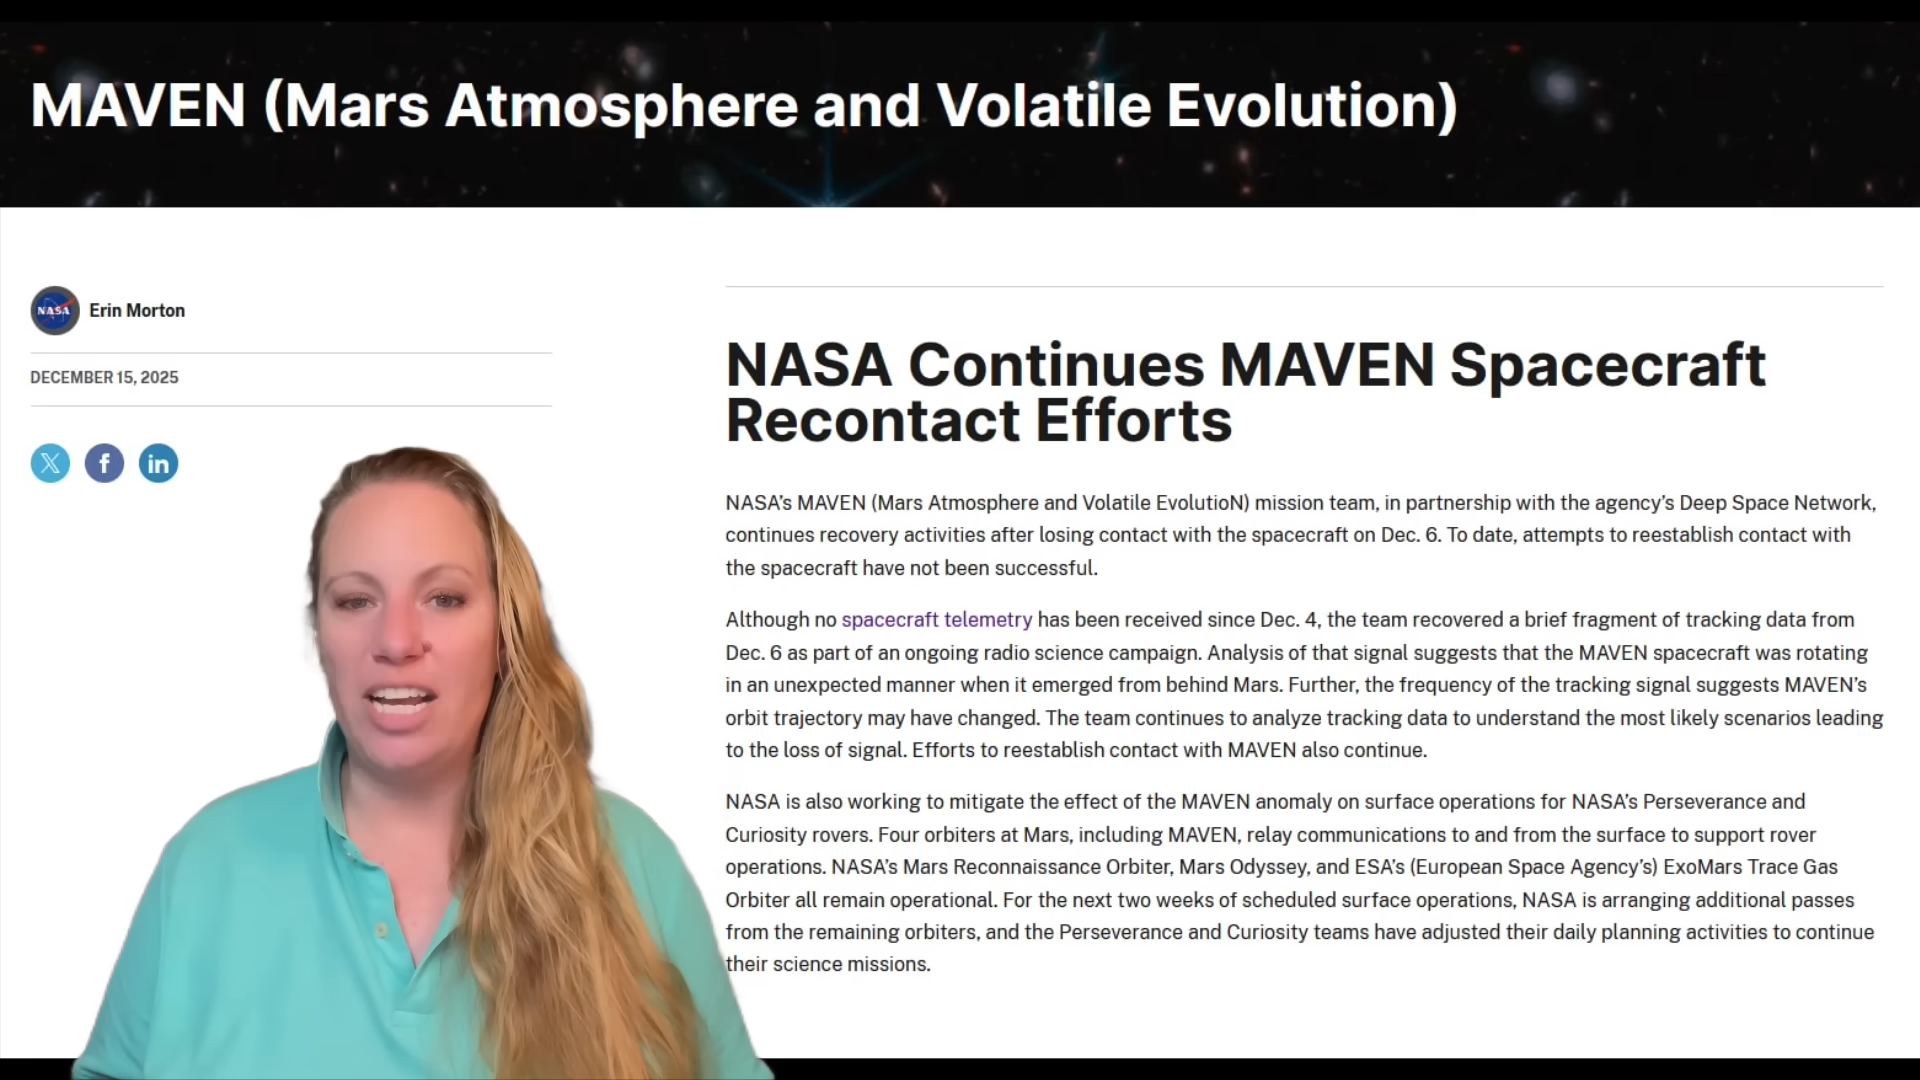 MAVEN (Mars Atmosphere and Volatile Evolution)
NASA
Erin Morton
DECEMBER 15, 2025
X
f
in
NASA Continues MAVEN Spacecraft
Recontact Efforts
NASA’s MAVEN (Mars Atmosphere and Volatile EvolutioN) mission team, in partnership with the agency’s Deep Space Network,
continues recovery activities after losing contact with the spacecraft on Dec. 6. To date, attempts to reestablish contact with
the spacecraft have not been successful.
Although no spacecraft telemetry has been received since Dec. 4, the team recovered a brief fragment of tracking data from
Dec. 6 as part of an ongoing radio science campaign. Analysis of that signal suggests that the MAVEN spacecraft was rotating
in an unexpected manner when it emerged from behind Mars. Further, the frequency of the tracking signal suggests MAVEN’s
orbit trajectory may have changed. The team continues to analyze tracking data to understand the most likely scenarios leading
to the loss of signal. Efforts to reestablish contact with MAVEN also continue.
NASA is also working to mitigate the effect of the MAVEN anomaly on surface operations for NASA’s Perseverance and
Curiosity rovers. Four orbiters at Mars, including MAVEN, relay communications to and from the surface to support rover
operations. NASA’s Mars Reconnaissance Orbiter, Mars Odyssey, and ESA’s (European Space Agency’s) ExoMars Trace Gas
Orbiter all remain operational. For the next two weeks of scheduled surface operations, NASA is arranging additional passes
from the remaining orbiters, and the Perseverance and Curiosity teams have adjusted their daily planning activities to continue
their science missions.